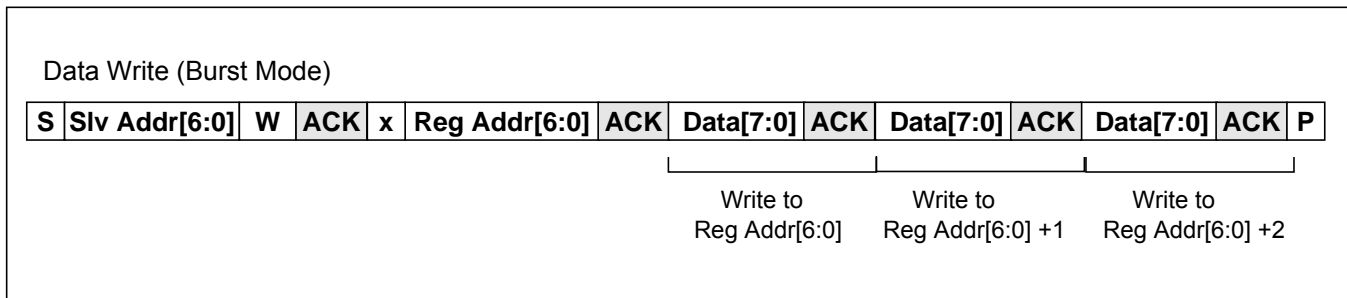 Data Write (Burst Mode)
S Slv Addr[6:0] W ACK x Reg Addr[6:0] ACK Data[7:0] ACK Data[7:0] ACK Data[7:0] ACK P
Write to Write to Write to
Reg Addr[6:0] Reg Addr[6:0] +1 Reg Addr[6:0] +2